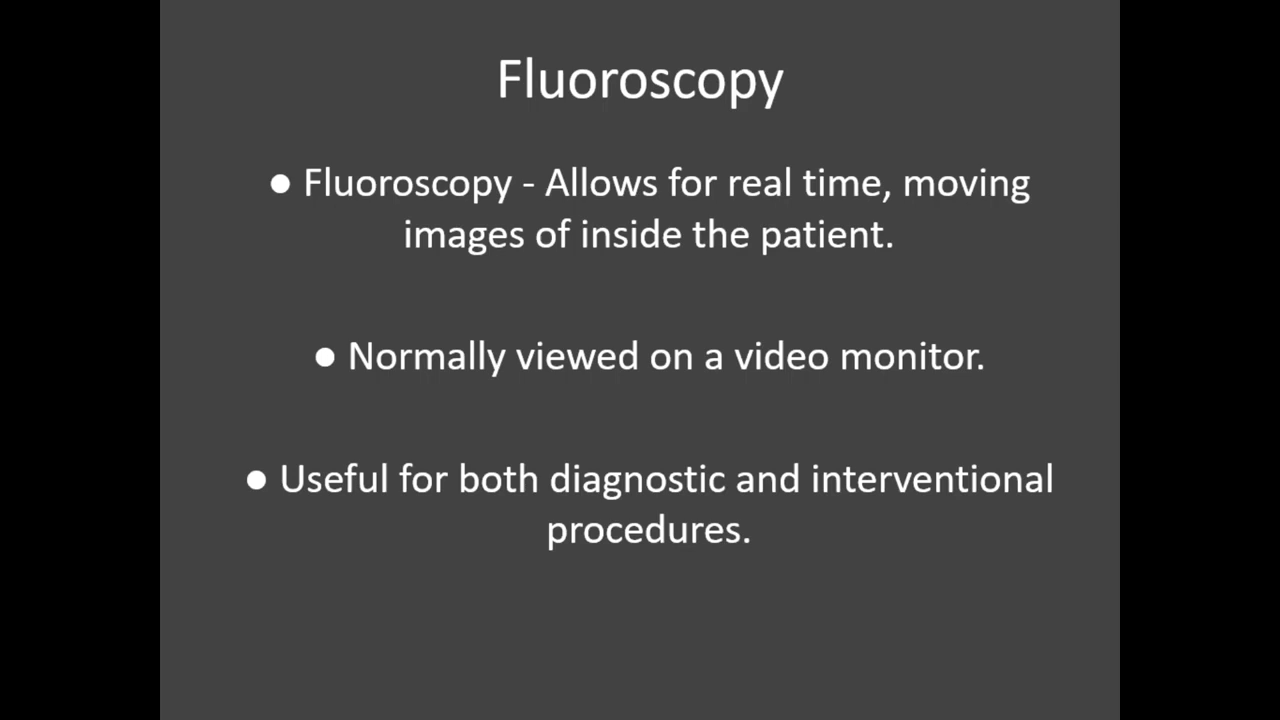 Fluoroscopy
● Fluoroscopy - Allows for real time, moving
images of inside the patient.
● Normally viewed on a video monitor.
● Useful for both diagnostic and interventional
procedures.